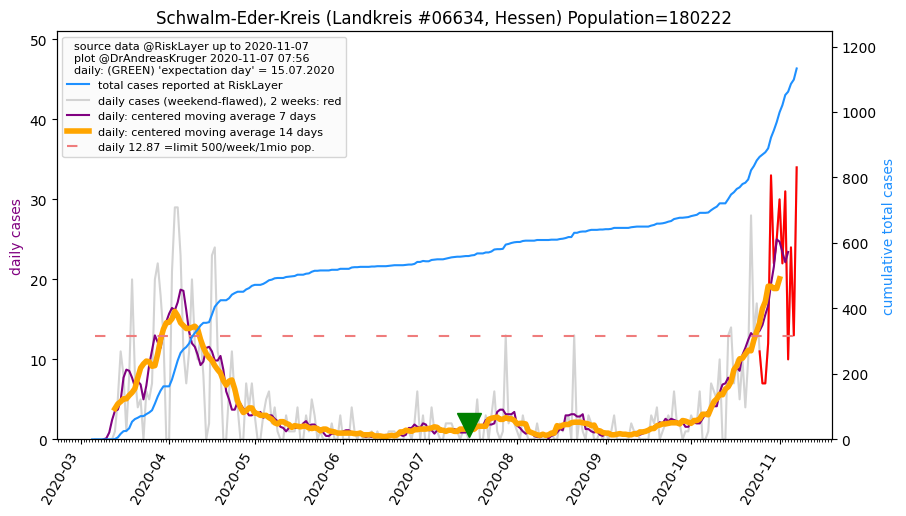 Schwalm-Eder-Kreis (Landkreis #06634, Hessen) Population=180222
source data @RiskLayer up to 2020-11-07
plot @DrAndreasKruger 2020-11-07 07:56
daily: (GREEN) 'expectation day' = 15.07.2020
total cases reported at RiskLayer
daily cases (weekend-flawed), 2 weeks: red
daily: centered moving average 7 days
daily: centered moving average 14 days
daily 12.87 =limit 500/week/1mio pop.
daily cases
50
40
30
20
10
0
1200
1000
800
600
400
200
0
cumulative total cases
2020-03
2020-04
2020-05
2020-06
2020-07
2020-08
2020-09
2020-10
2020-11